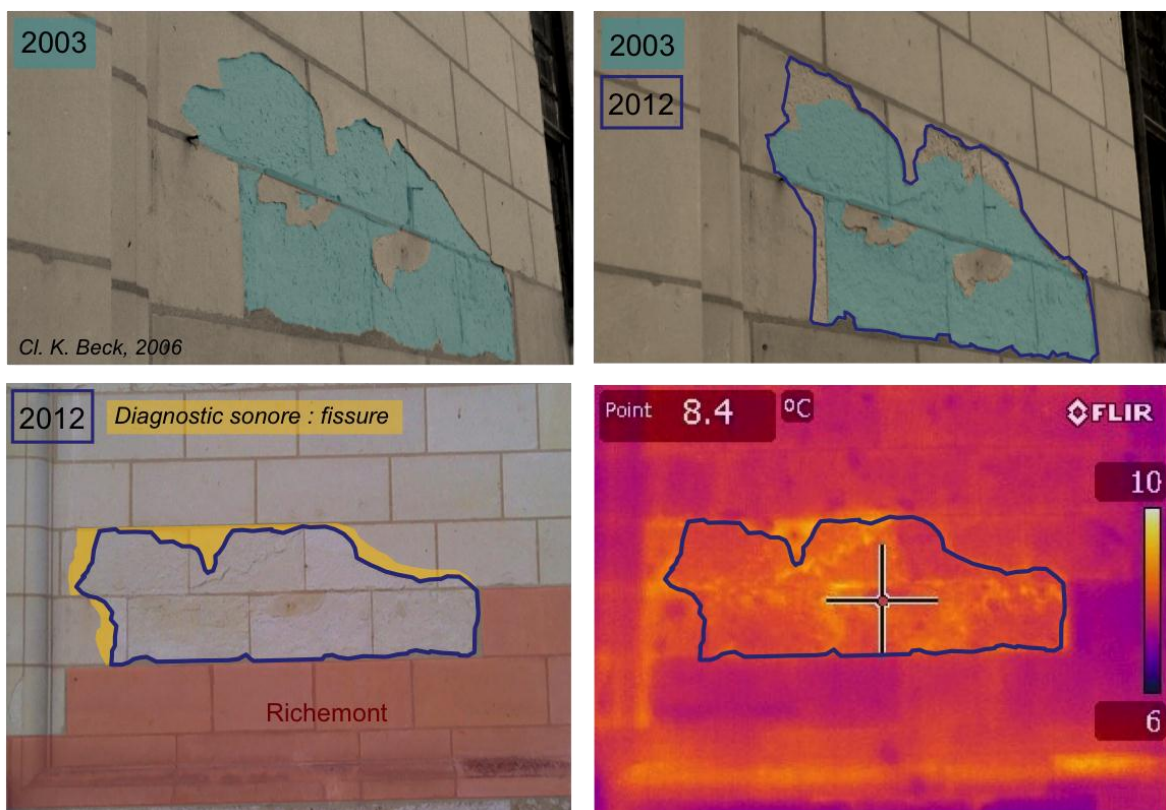 2003
Cl. K. Beck, 2006
2003
2012
2012
Diagnostic sonore : fissure
Richemont
Point 8.4 °C
FLIR
10
6